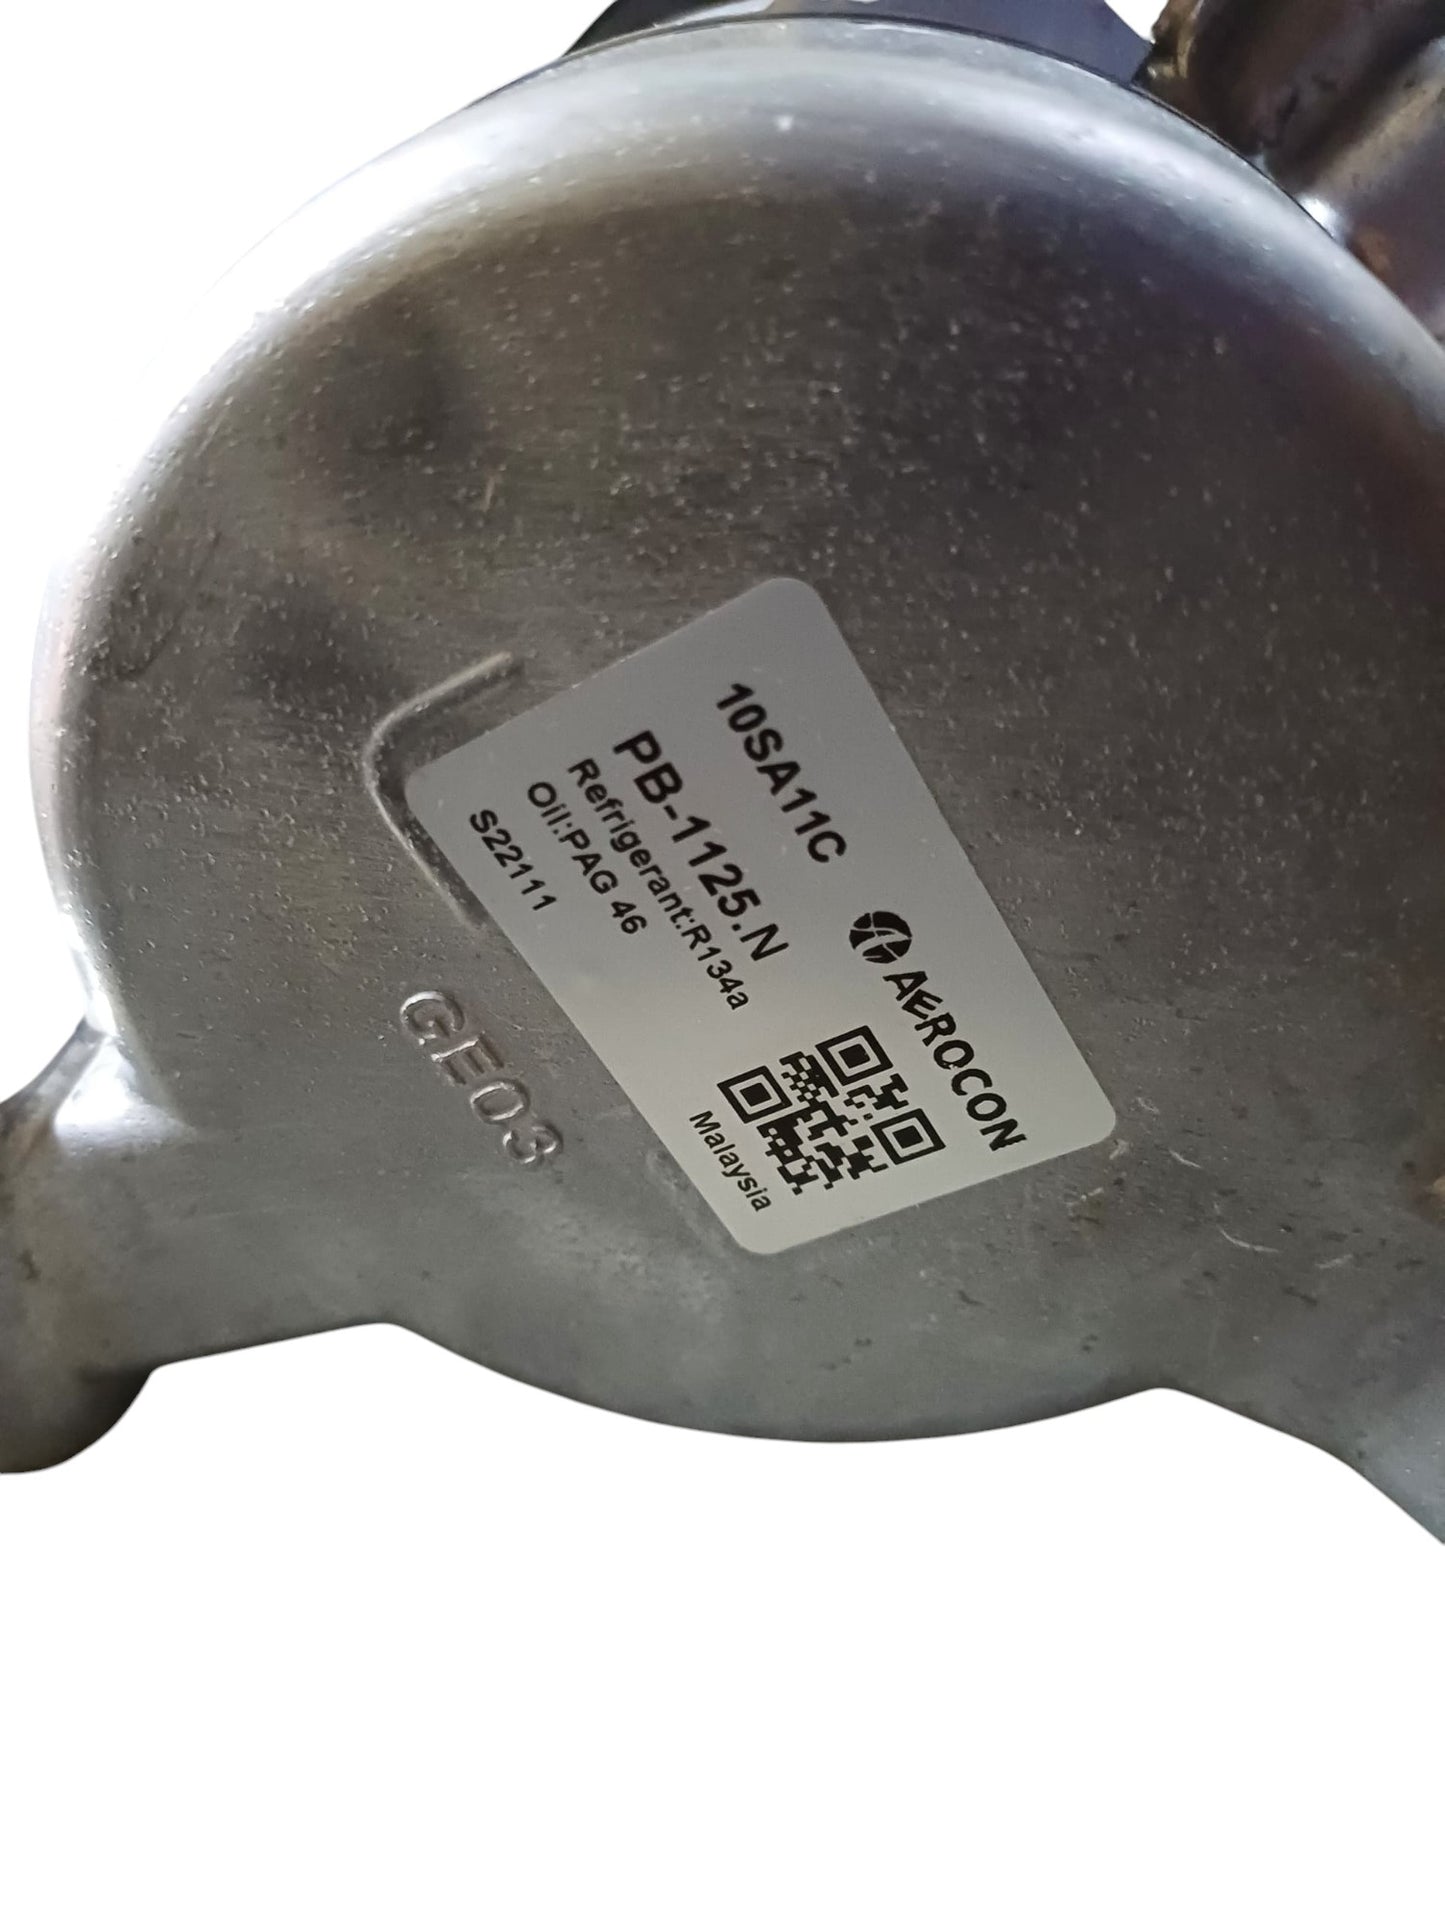 10SA11C
AEROCON
PB-1125.N
Refrigerant:R134a
Oil:PAG 46
S22111
Malaysia
GE03